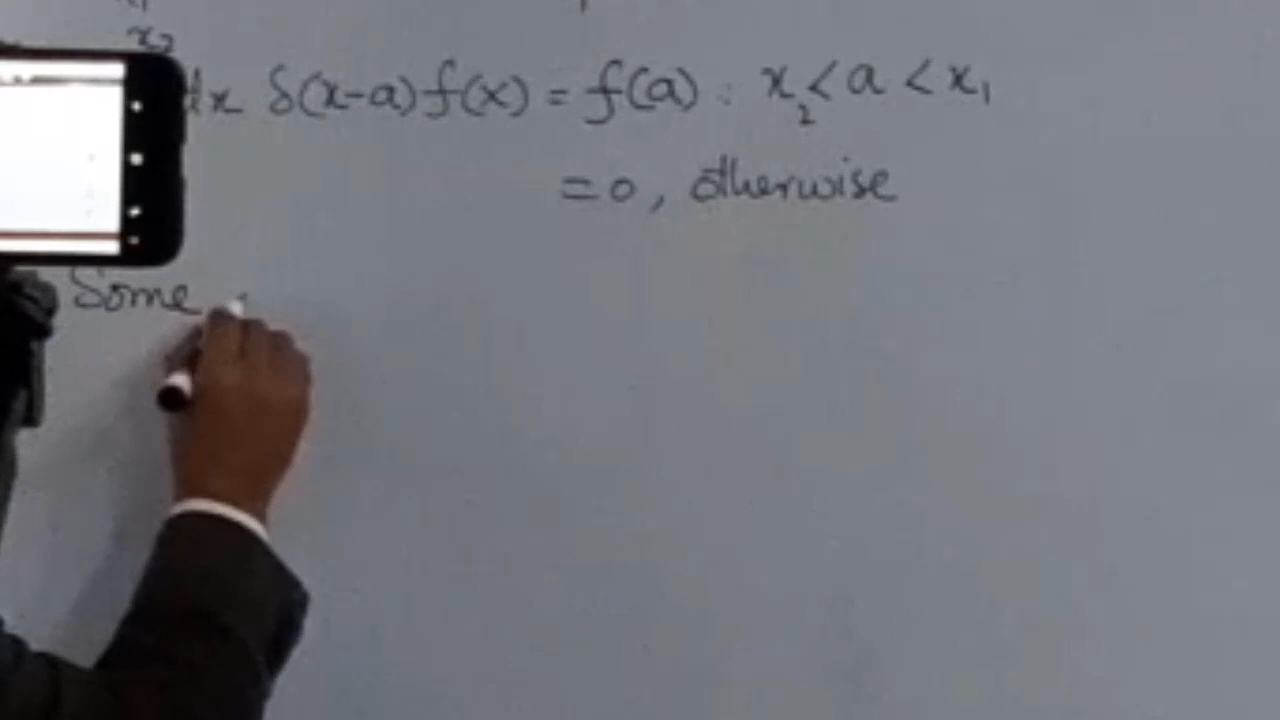 x₂
dx δ(x-a) f(x) = f(a) : x₂ < a < x₁
= 0, otherwise
Some